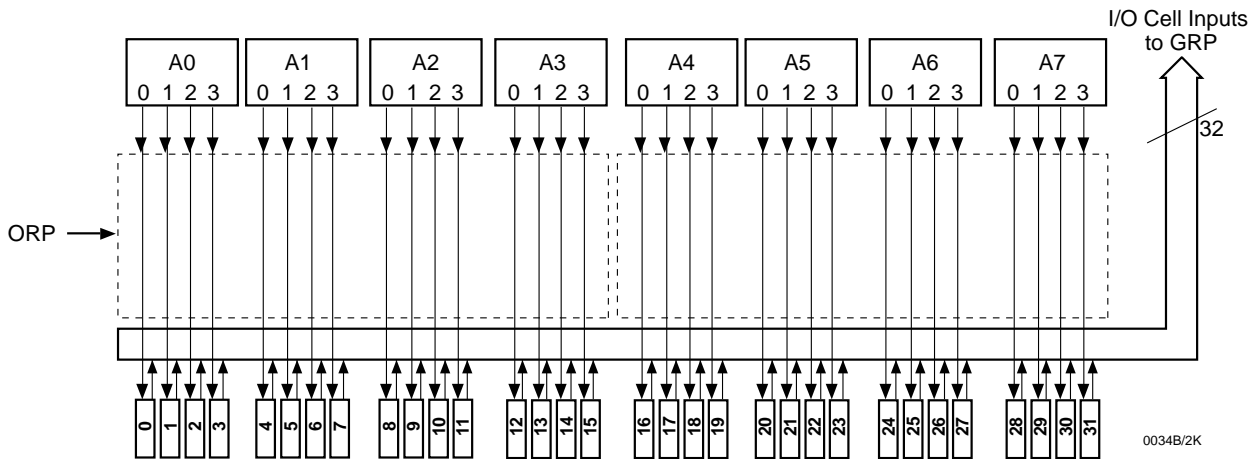 I/O Cell Inputs
to GRP
A0 A1 A2 A3 A4 A5 A6 A7
0 1 2 3 0 1 2 3 0 1 2 3 0 1 2 3 0 1 2 3 0 1 2 3 0 1 2 3 0 1 2 3
32
ORP
0 1 2 3 4 5 6 7 8 9 10 11 12 13 14 15 16 17 18 19 20 21 22 23 24 25 26 27 28 29 30 31
0034B/2K